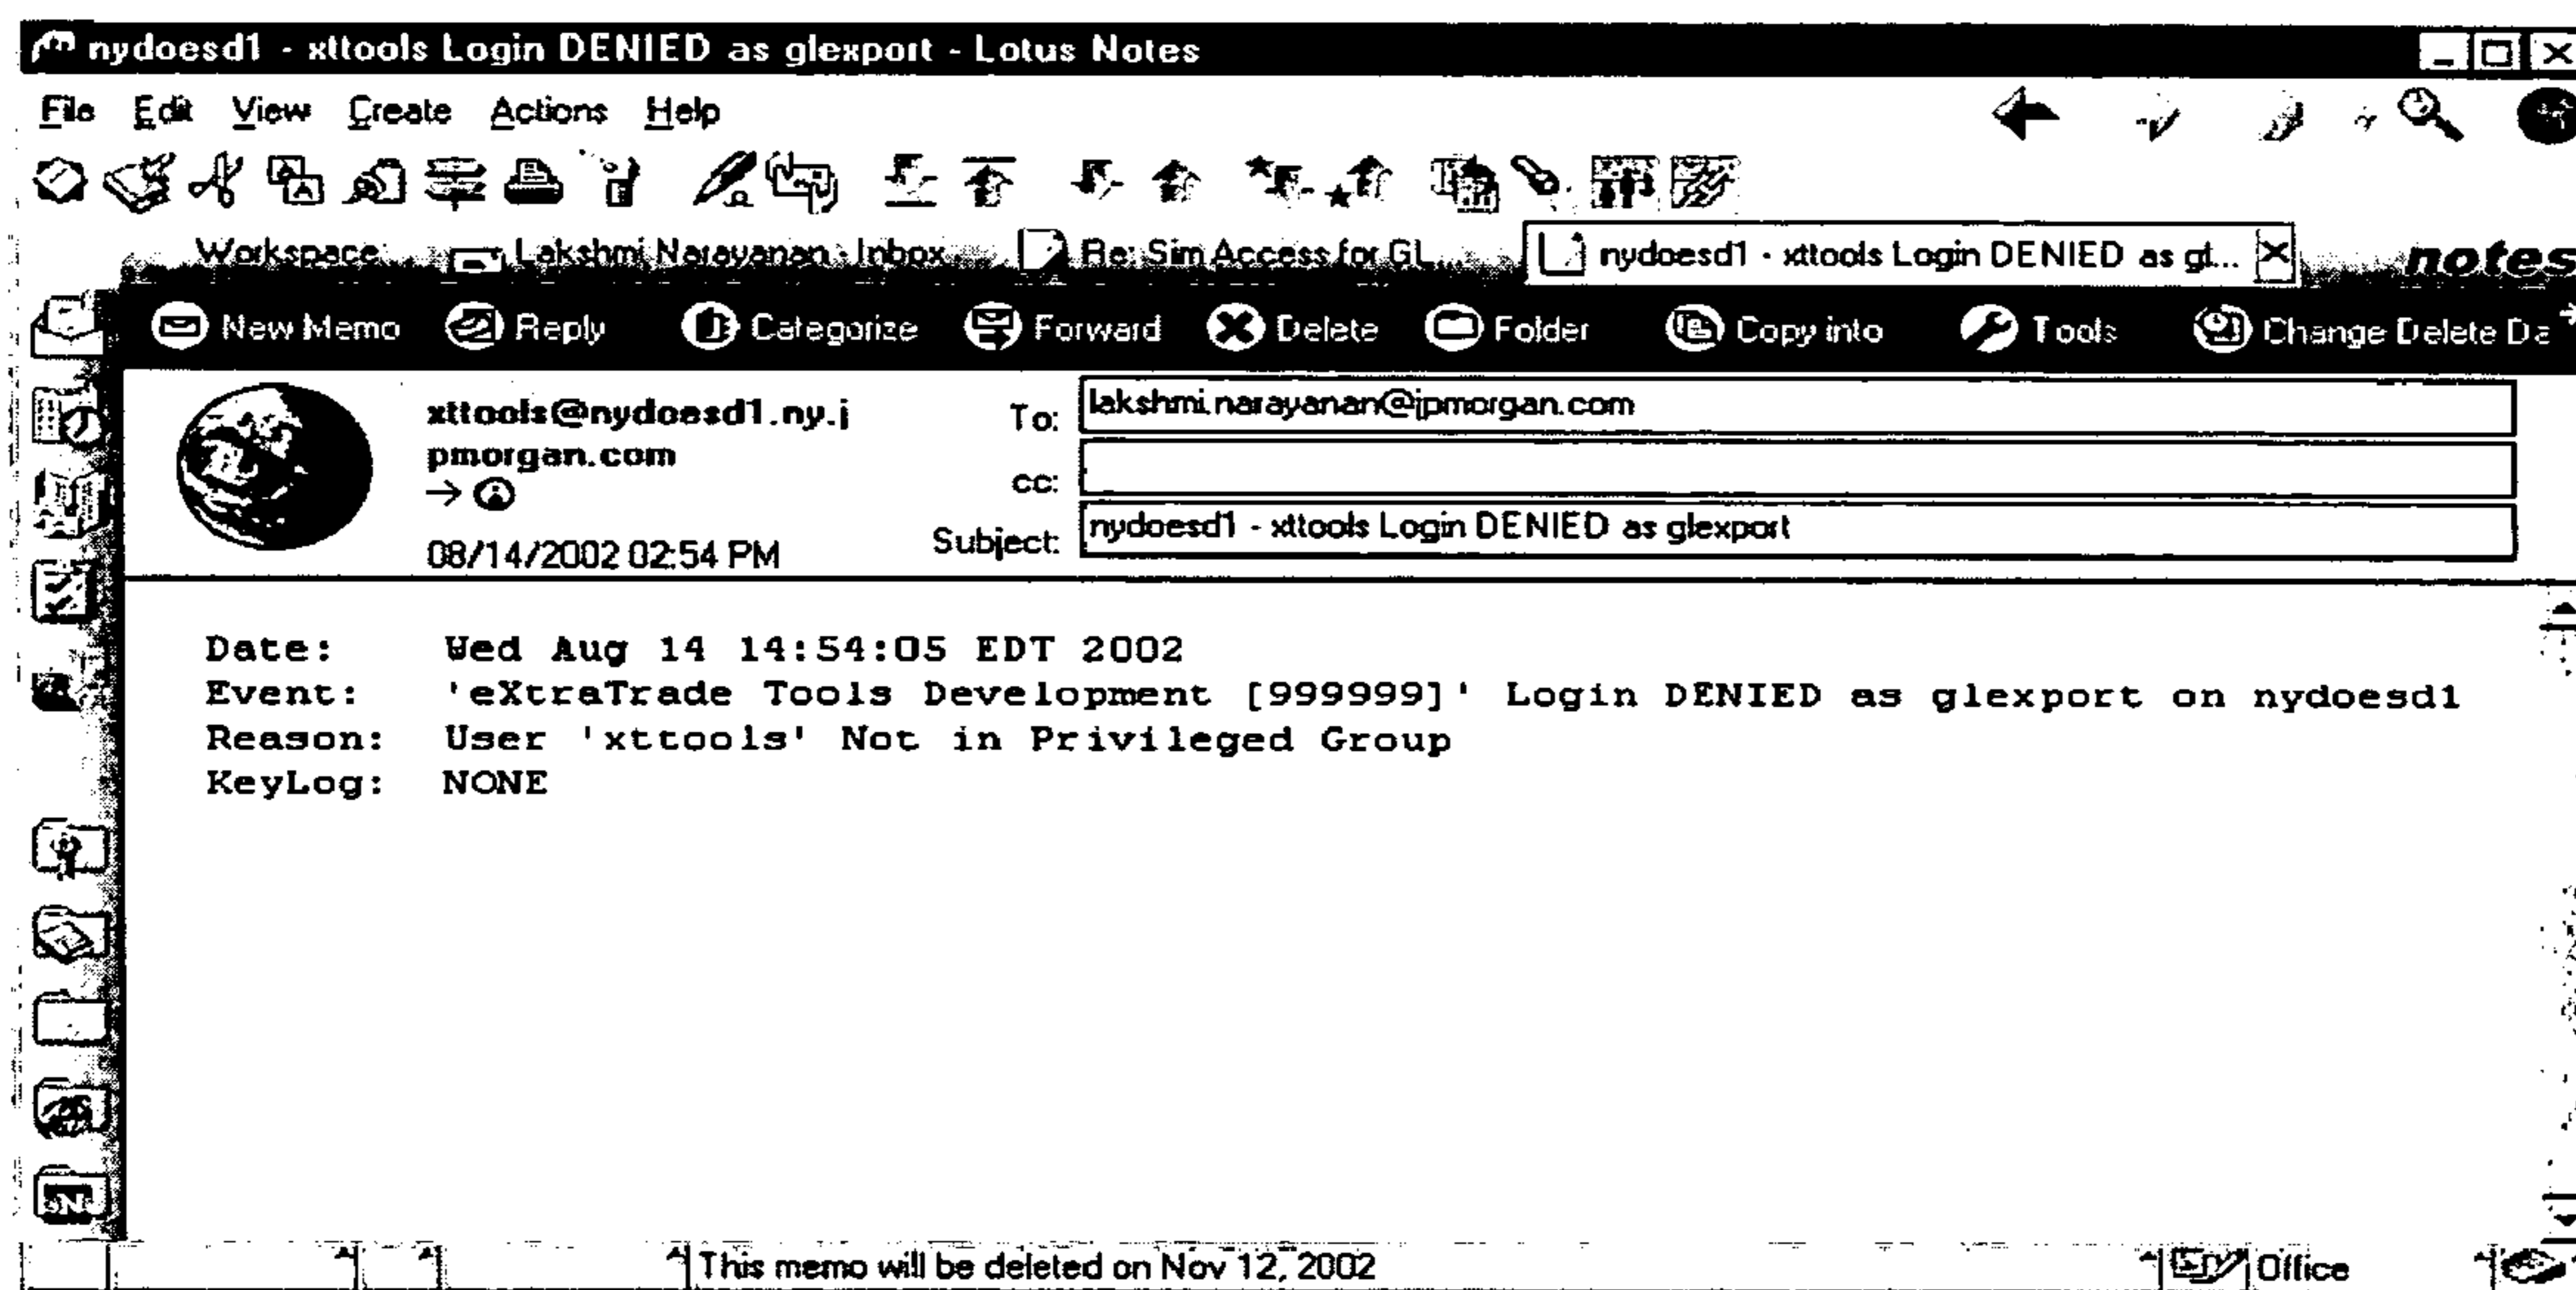 nydoesd1 - xttools Login DENIED as glexport - Lotus Notes
File Edit View Create Actions Help
Workspace Lakshmi Narayanan - Inbox Re: Sim Access for GL... nydoesd1 - xttools Login DENIED as gl... notes
New Memo Reply Categorize Forward Delete Folder Copy into Tools Change Delete Da
xttools@nydoesd1.ny.j
pmorgan.com
To: lakshmi.narayanan@jpmorgan.com
cc:
08/14/2002 02:54 PM
Subject: nydoesd1 - xttools Login DENIED as glexport
Date: Wed Aug 14 14:54:05 EDT 2002
Event: 'eXtraTrade Tools Development [999999]' Login DENIED as glexport on nydoesd1
Reason: User 'xttools' Not in Privileged Group
KeyLog: NONE
This memo will be deleted on Nov 12, 2002 Office